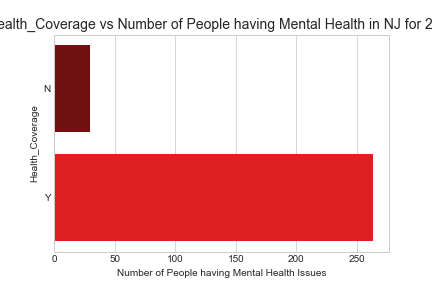 ealth_Coverage vs Number of People having Mental Health in NJ for 2
Health_Coverage
N
Y
0 50 100 150 200 250
Number of People having Mental Health Issues